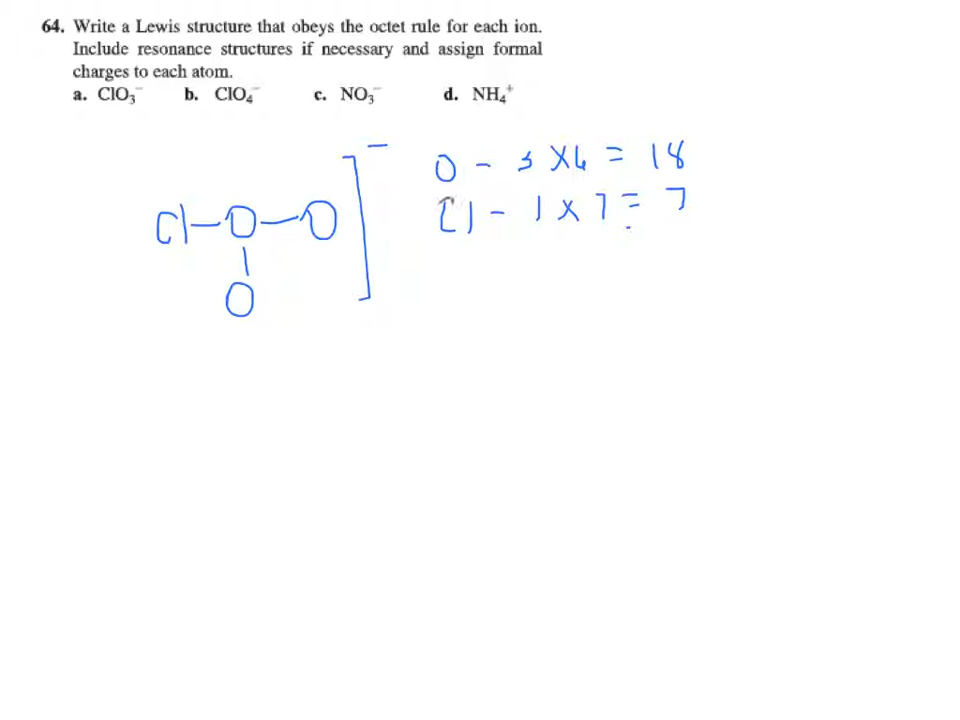 64. Write a Lewis structure that obeys the octet rule for each ion.
Include resonance structures if necessary and assign formal
charges to each atom.
a. ClO₃⁻ b. ClO₄⁻ c. NO₃⁻ d. NH₄⁺
O - 3 x 6 = 18
Cl - 1 x 7 = 7
Cl-O-O]⁻
O